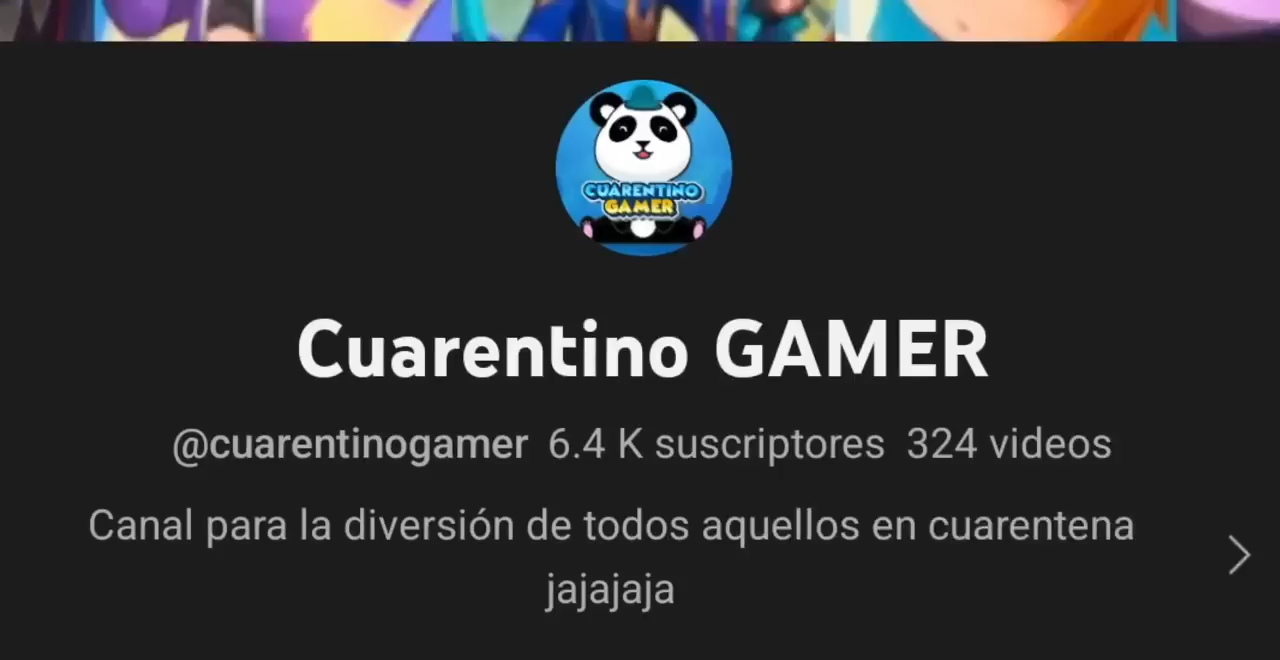 CUARENTINO
GAMER
Cuarentino GAMER
@cuarentinogamer 6.4 K suscriptores 324 videos
Canal para la diversión de todos aquellos en cuarentena
jajajaja